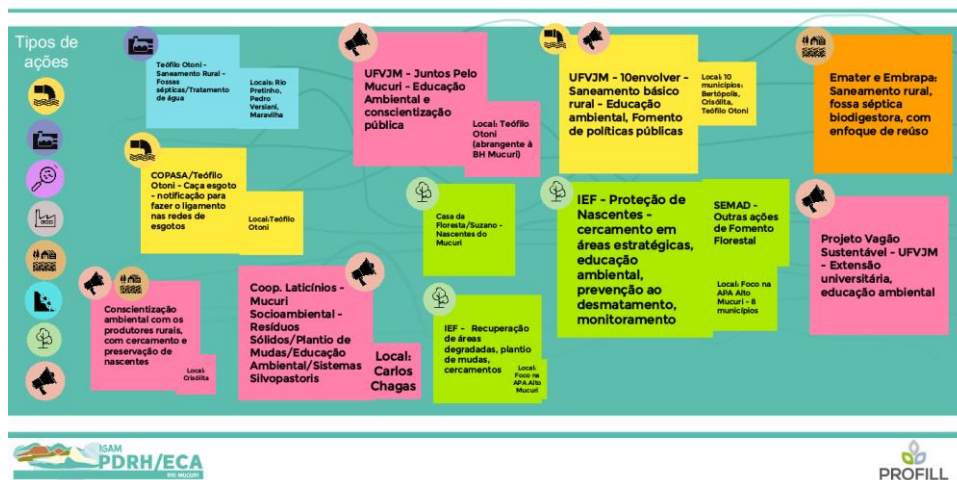 Tipos de
ações
Teófilo Otoni -
Saneamento Rural -
Fossas
sépticas/Tratamento
de água
Locais: Rio
Pretinho,
Pedro
Versiani,
Maravilha
UFVJM - Juntos Pelo
Mucuri - Educação
Ambiental e
conscientização
pública
Local: Teófilo
Otoni
(abrangente à
BH Mucuri)
UFVJM - 10envolver -
Saneamento básico
rural - Educação
ambiental, Fomento
de políticas públicas
Local: 10
municípios:
Bertópolis,
Crisólita,
Teófilo Otoni
Emater e Embrapa:
Saneamento rural,
fossa séptica
biodigestora, com
enfoque de reúso
COPASA/Teófilo
Otoni - Caça esgoto -
notificação para
fazer o ligamento
nas redes de
esgotos
Local:Teófilo
Otoni
Casa da
Floresta/Suzano -
Nascentes do
Mucuri
IEF - Proteção de
Nascentes -
cercamento em
áreas estratégicas,
educação
ambiental,
prevenção ao
desmatamento,
monitoramento
SEMAD -
Outras ações
de Fomento
Florestal
Local: Foco na
APA Alto
Mucuri - 8
municípios
Projeto Vagão
Sustentável - UFVJM
- Extensão
universitária,
educação ambiental
Conscientização
ambiental com os
produtores rurais,
com cercamento e
preservação de
nascentes
Local:
Crisólita
Coop. Laticínios -
Mucuri
Socioambiental -
Resíduos
Sólidos/Plantio de
Mudas/Educação
Ambiental/Sistemas
Silvopastoris
Local:
Carlos
Chagas
IEF - Recuperação
de áreas
degradadas, plantio
de mudas,
cercamentos
Local:
Foco na
APA Alto
Mucuri
IGAM
PDRH/ECA
RIO MUCURI
PROFILL